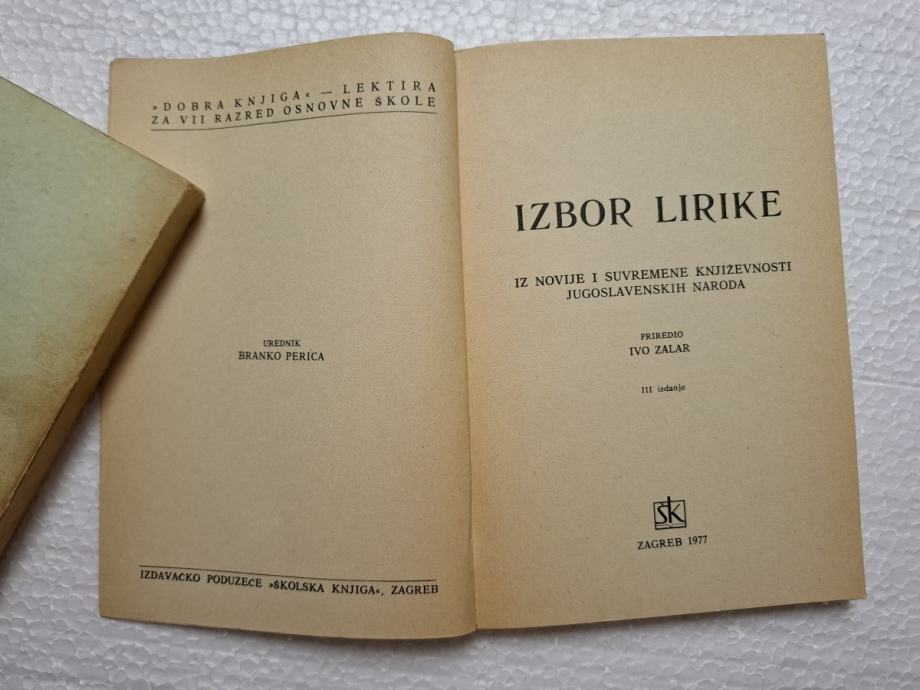 »DOBRA KNJIGA« — LEKTIRA
ZA VII RAZRED OSNOVNE ŠKOLE
UREDNIK
BRANKO PERICA
IZDAVAČKO PODUZEĆE »ŠKOLSKA KNJIGA«, ZAGREB
IZBOR LIRIKE
IZ NOVIJE I SUVREMENE KNJIŽEVNOSTI
JUGOSLAVENSKIH NARODA
PRIREDIO
IVO ZALAR
III izdanje
ŠK
ZAGREB 1977